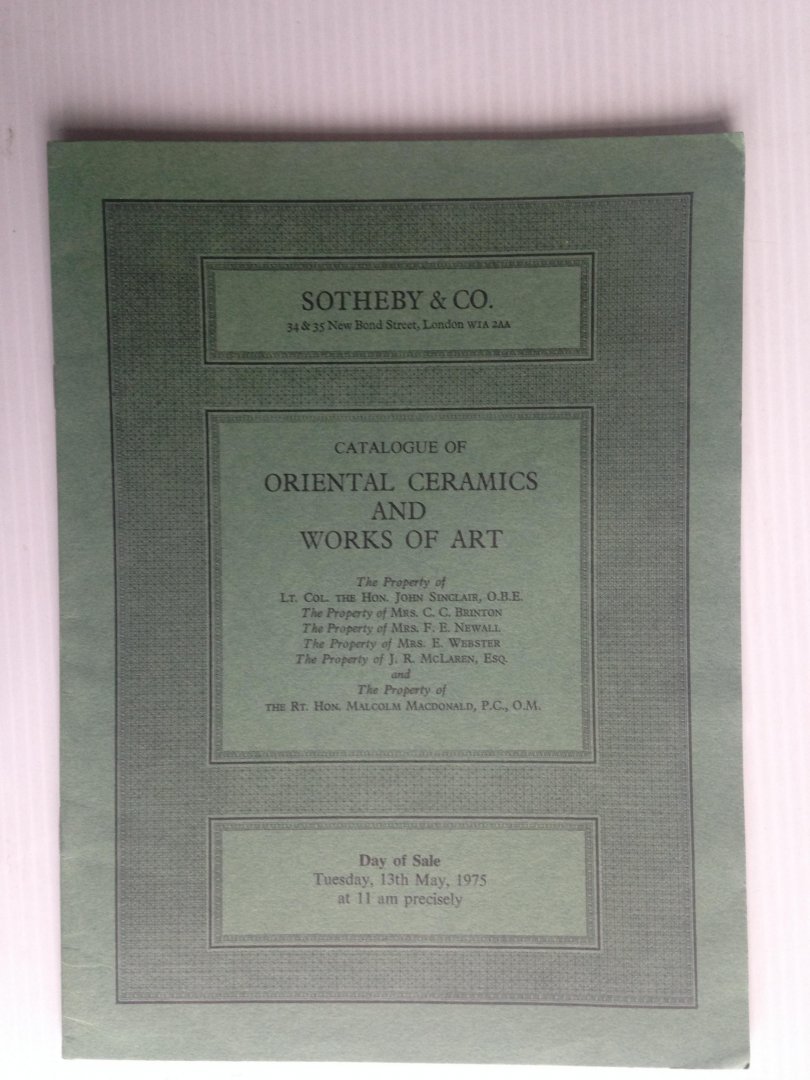 SOTHEBY & CO.
34 & 35 New Bond Street, London W1A 2AA
CATALOGUE OF
ORIENTAL CERAMICS
AND
WORKS OF ART
The Property of
LT. COL. THE HON. JOHN SINCLAIR, O.B.E.
The Property of MRS. C. C. BRINTON
The Property of MRS. F. E. NEWALL
The Property of MRS. E. WEBSTER
The Property of J. R. MCLAREN, ESQ.
and
The Property of
THE RT. HON. MALCOLM MACDONALD, P.C., O.M.
Day of Sale
Tuesday, 13th May, 1975
at 11 am precisely